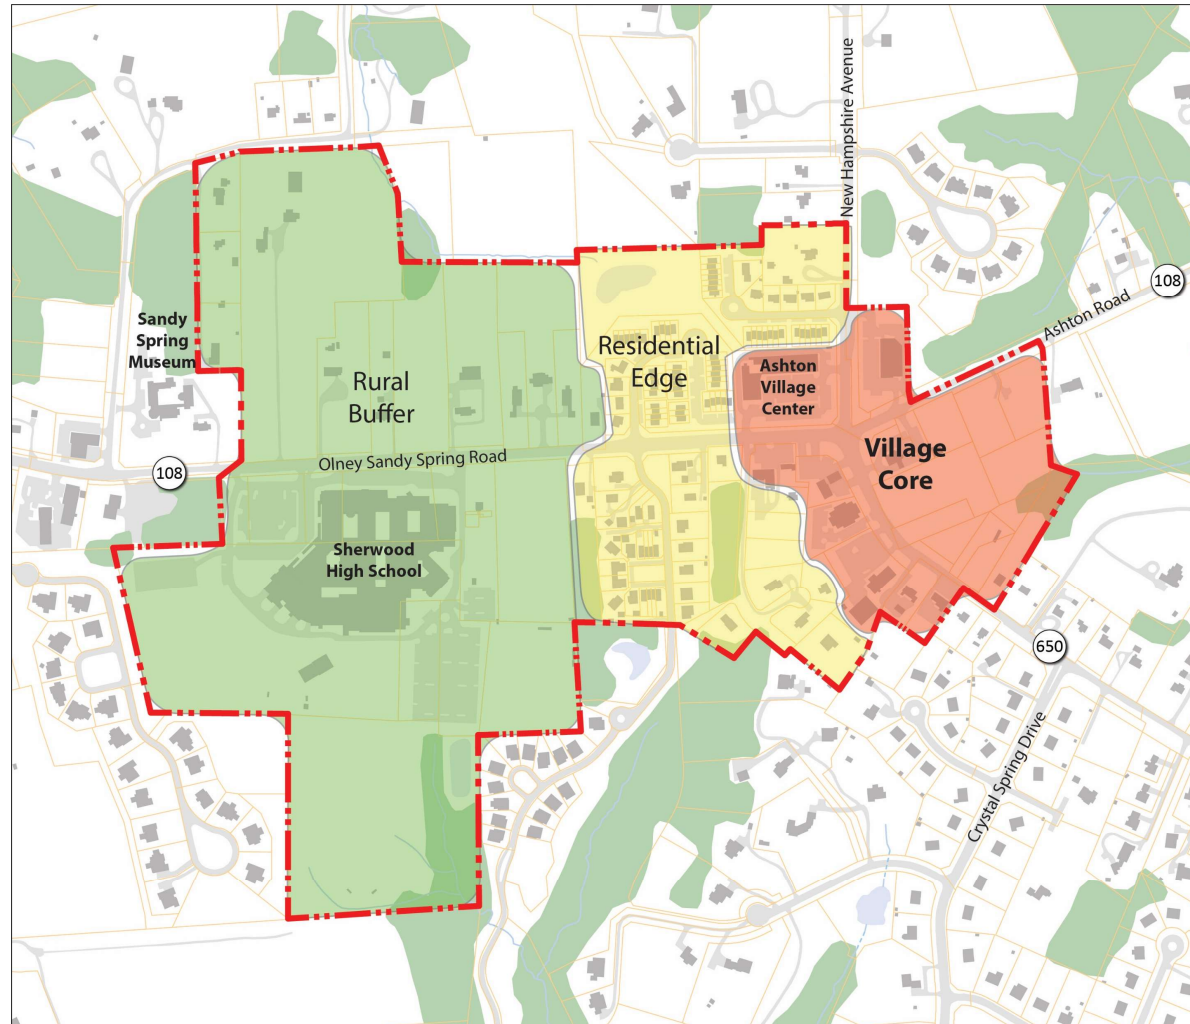 New Hampshire Avenue
108
Ashton Road
Sandy
Spring
Museum
Residential
Edge
Ashton
Village
Center
Rural
Buffer
Village
Core
Olney Sandy Spring Road
108
Sherwood
High School
650
Crystal Spring Drive